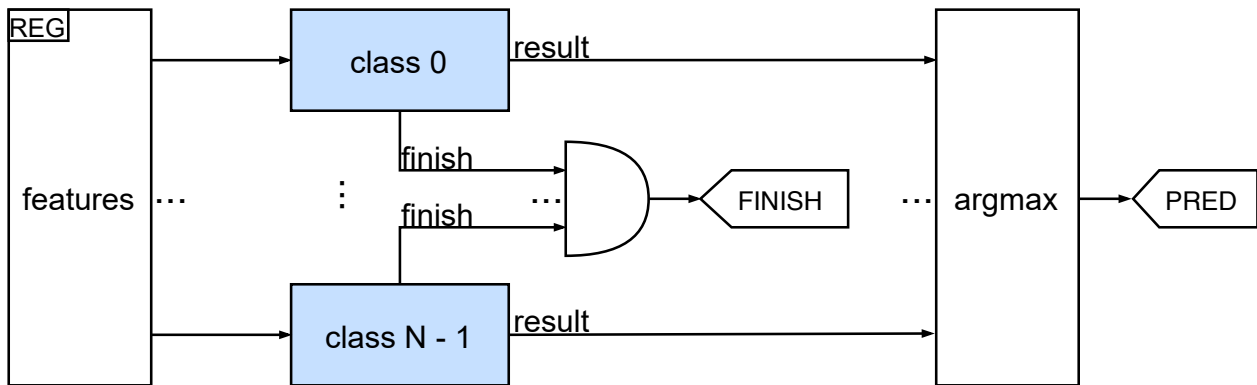 REG
features
class 0
result
finish
finish
class N - 1
result
FINISH
argmax
PRED
...
...
...
...